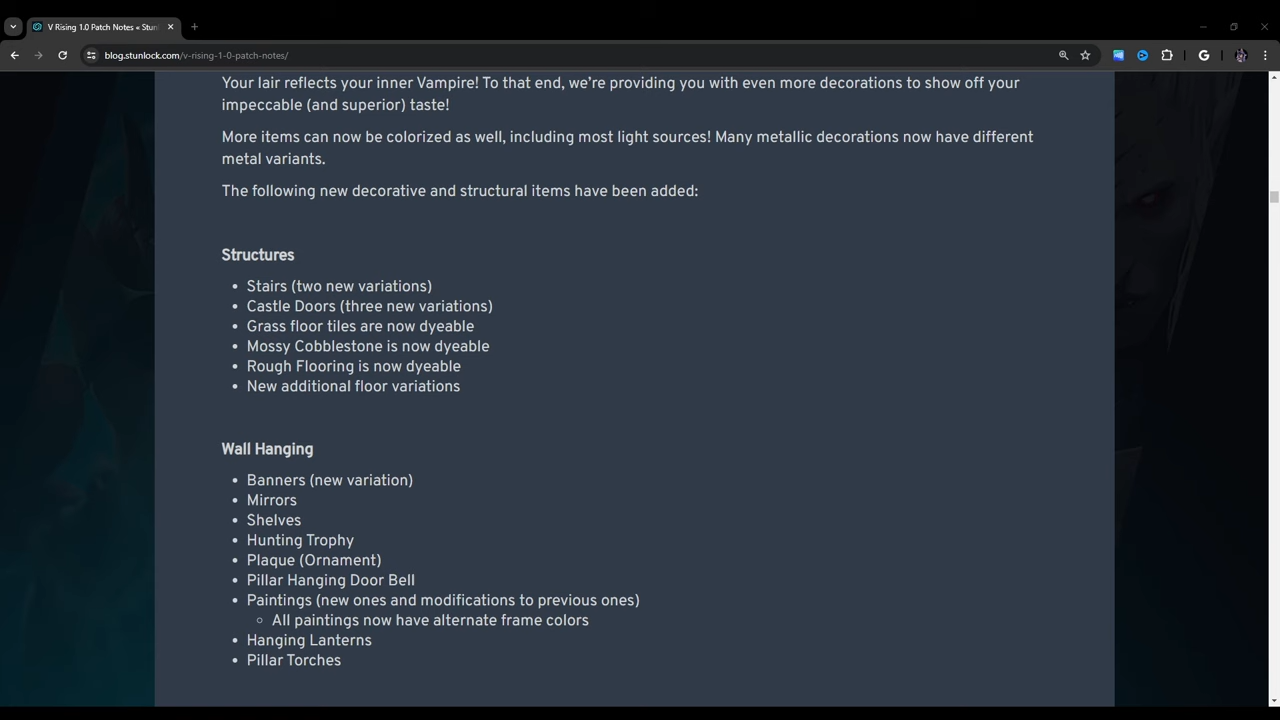 V Rising 1.0 Patch Notes « Stun
blog.stunlock.com/v-rising-1-0-patch-notes/
Your lair reflects your inner Vampire! To that end, we’re providing you with even more decorations to show off your
impeccable (and superior) taste!
More items can now be colorized as well, including most light sources! Many metallic decorations now have different
metal variants.
The following new decorative and structural items have been added:
Structures
• Stairs (two new variations)
• Castle Doors (three new variations)
• Grass floor tiles are now dyeable
• Mossy Cobblestone is now dyeable
• Rough Flooring is now dyeable
• New additional floor variations
Wall Hanging
• Banners (new variation)
• Mirrors
• Shelves
• Hunting Trophy
• Plaque (Ornament)
• Pillar Hanging Door Bell
• Paintings (new ones and modifications to previous ones)
◦ All paintings now have alternate frame colors
• Hanging Lanterns
• Pillar Torches